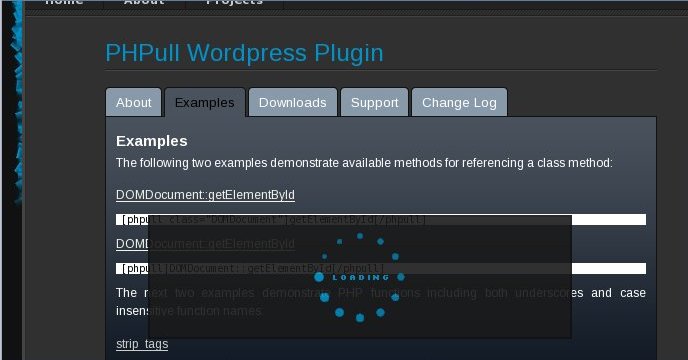 Home About Projects
PHPull Wordpress Plugin
About Examples Downloads Support Change Log
Examples
The following two examples demonstrate available methods for referencing a class method:
DOMDocument::getElementById
[phpull class="DOMDocument"]getElementById[/phpull]
DOMDocument::getElementById
[phpull]DOMDocument::getElementById[/phpull]
LOADING
The next two examples demonstrate PHP functions including both underscores and case
insensitive function names:
strip_tags